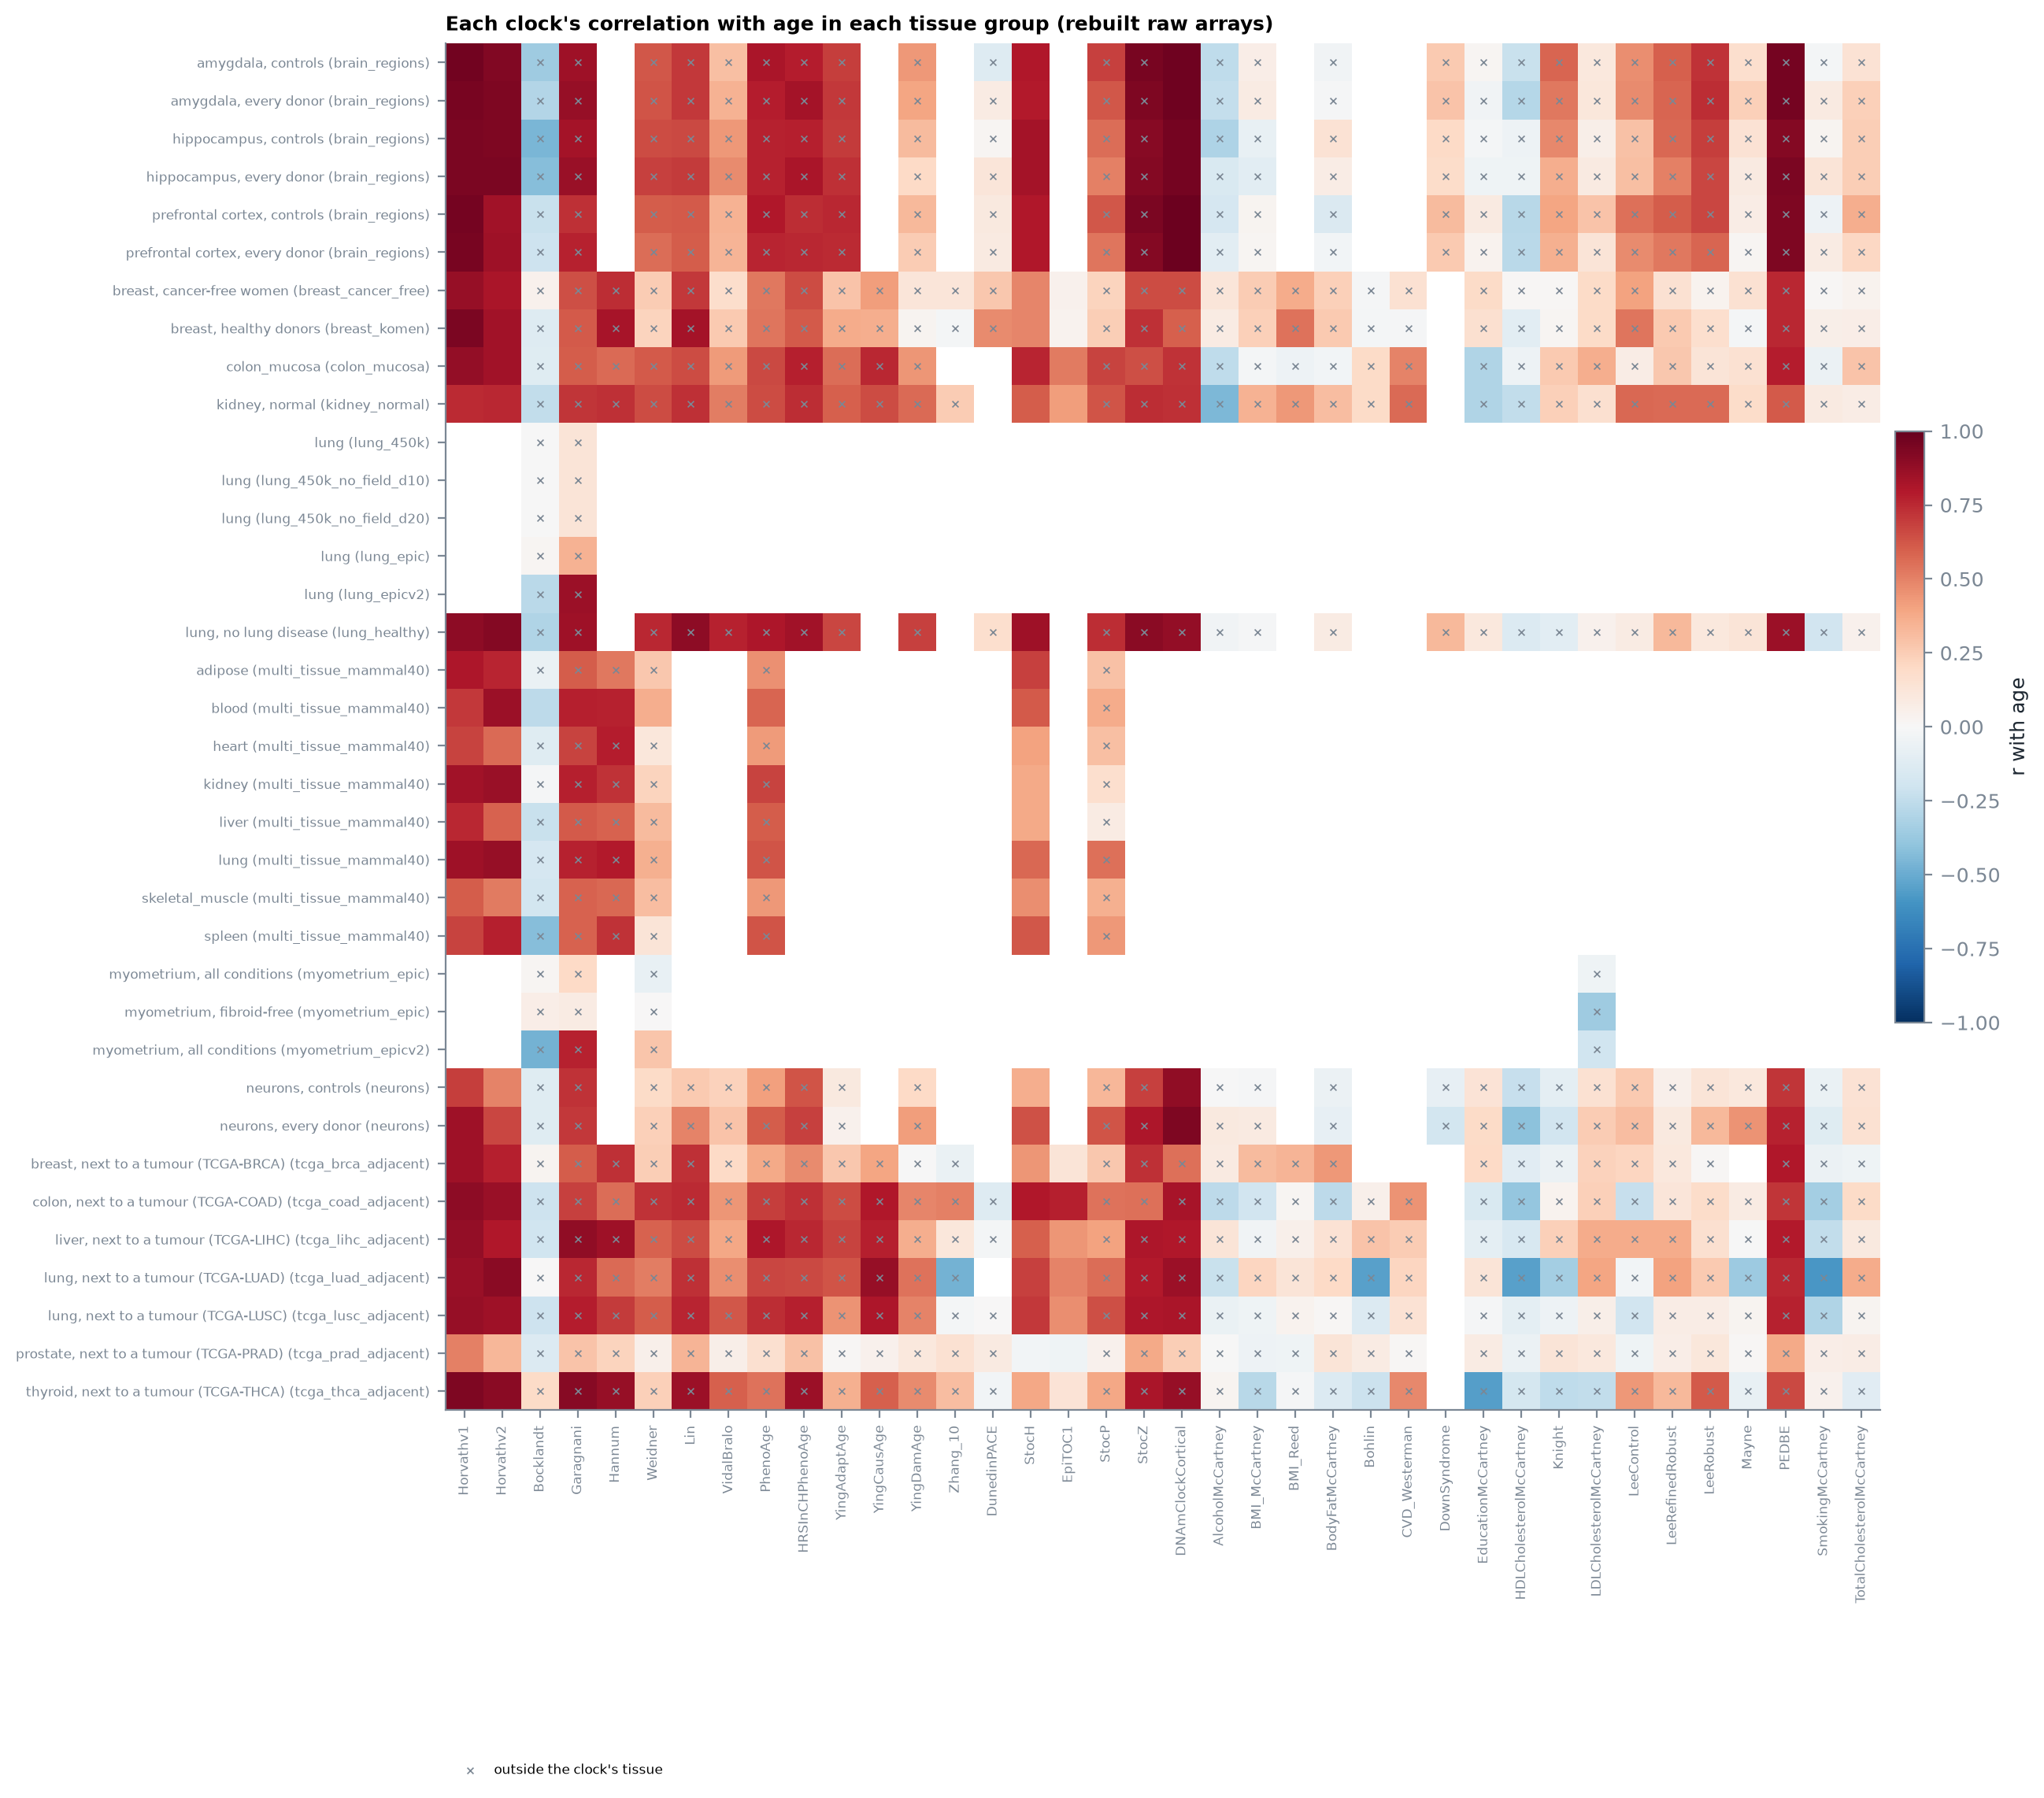 Each clock's correlation with age in each tissue group (rebuilt raw arrays)
amygdala, controls (brain_regions)
amygdala, every donor (brain_regions)
hippocampus, controls (brain_regions)
hippocampus, every donor (brain_regions)
prefrontal cortex, controls (brain_regions)
prefrontal cortex, every donor (brain_regions)
breast, cancer-free women (breast_cancer_free)
breast, healthy donors (breast_komen)
colon_mucosa (colon_mucosa)
kidney, normal (kidney_normal)
lung (lung_450k)
lung (lung_450k_no_field_d10)
lung (lung_450k_no_field_d20)
lung (lung_epic)
lung (lung_epicv2)
lung, no lung disease (lung_healthy)
adipose (multi_tissue_mammal40)
blood (multi_tissue_mammal40)
heart (multi_tissue_mammal40)
kidney (multi_tissue_mammal40)
liver (multi_tissue_mammal40)
lung (multi_tissue_mammal40)
skeletal_muscle (multi_tissue_mammal40)
spleen (multi_tissue_mammal40)
myometrium, all conditions (myometrium_epic)
myometrium, fibroid-free (myometrium_epic)
myometrium, all conditions (myometrium_epicv2)
neurons, controls (neurons)
neurons, every donor (neurons)
breast, next to a tumour (TCGA-BRCA) (tcga_brca_adjacent)
colon, next to a tumour (TCGA-COAD) (tcga_coad_adjacent)
liver, next to a tumour (TCGA-LIHC) (tcga_lihc_adjacent)
lung, next to a tumour (TCGA-LUAD) (tcga_luad_adjacent)
lung, next to a tumour (TCGA-LUSC) (tcga_lusc_adjacent)
prostate, next to a tumour (TCGA-PRAD) (tcga_prad_adjacent)
thyroid, next to a tumour (TCGA-THCA) (tcga_thca_adjacent)
Horvathv1
Horvathv2
Bocklandt
Garagnani
Hannum
Weidner
Lin
VidalBralo
PhenoAge
HRSInCHPhenoAge
YingAdaptAge
YingCausAge
YingDamAge
Zhang_10
DunedinPACE
StocH
EpiTOC1
StocP
StocZ
DNAmClockCortical
AlcoholMcCartney
BMI_McCartney
BMI_Reed
BodyFatMcCartney
Bohlin
CVD_Westerman
DownSyndrome
EducationMcCartney
HDLCholesterolMcCartney
Knight
LDLCholesterolMcCartney
LeeControl
LeeRefinedRobust
LeeRobust
Mayne
PEDBE
SmokingMcCartney
TotalCholesterolMcCartney
1.00
0.75
0.50
0.25
0.00
−0.25
−0.50
−0.75
−1.00
r with age
outside the clock's tissue